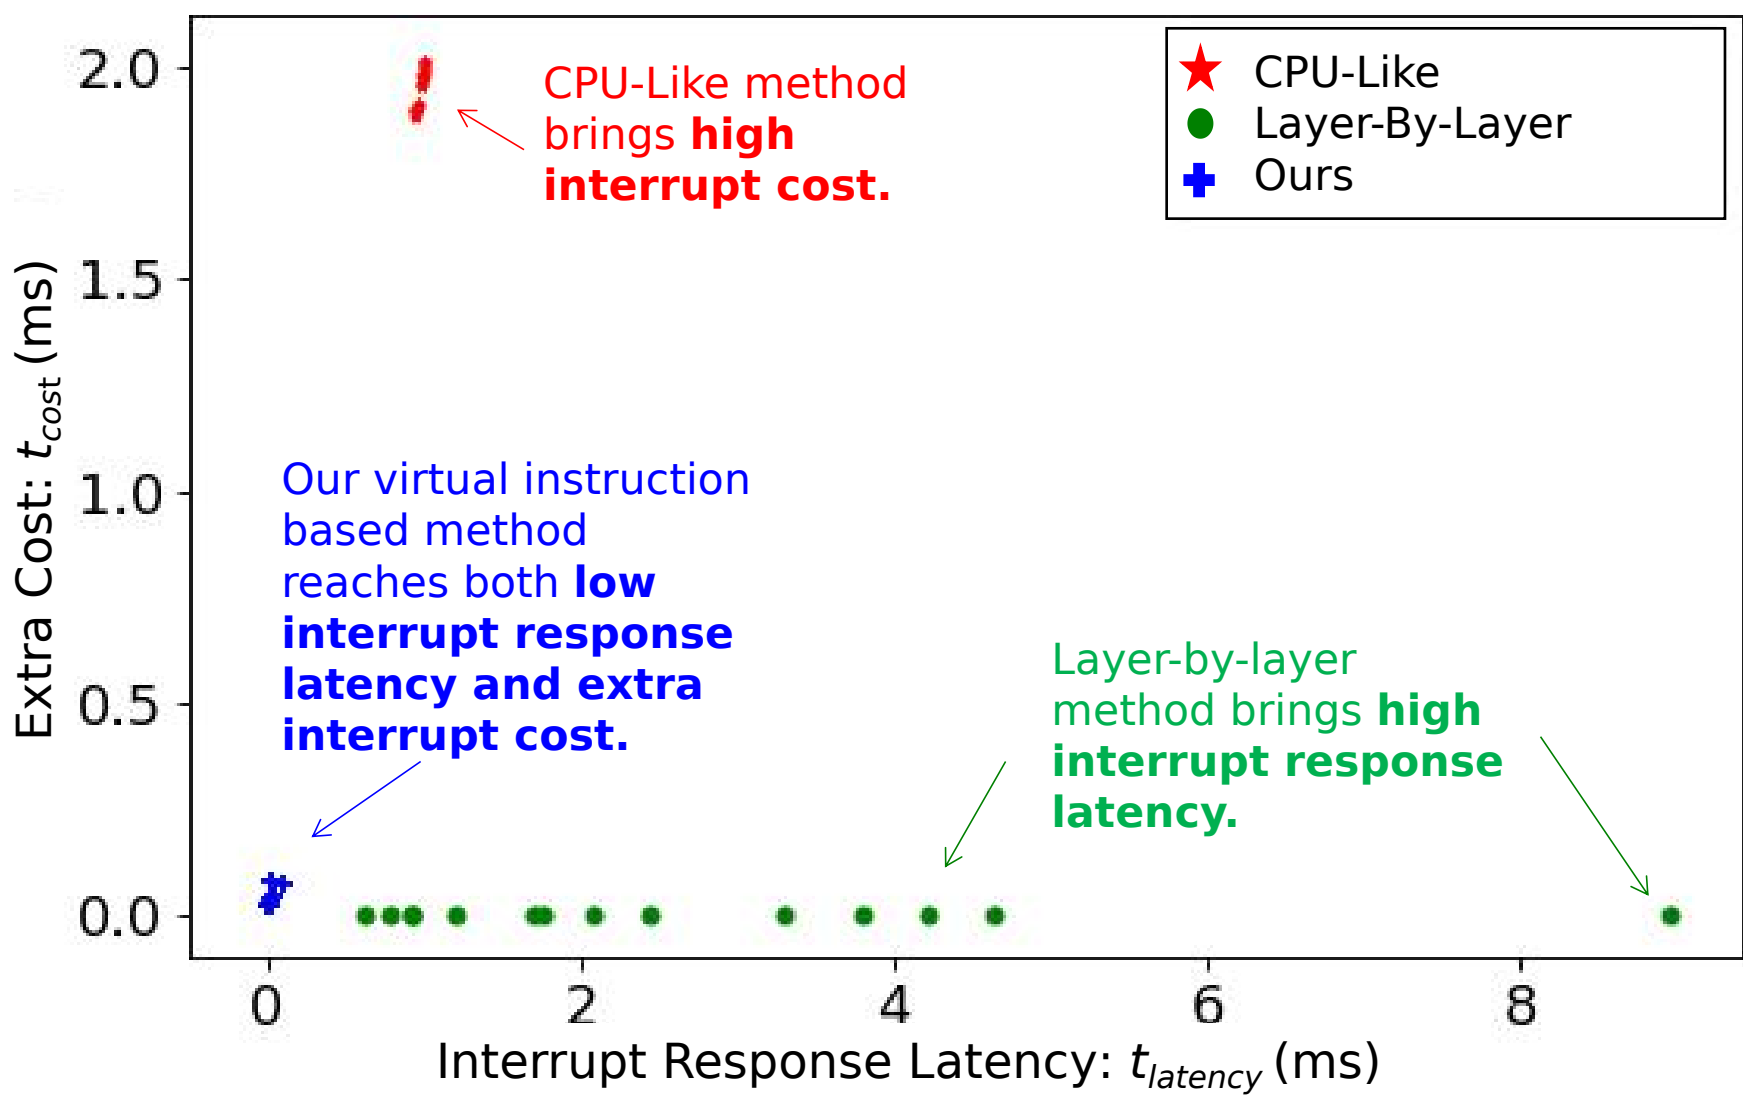 2.0
1.5
1.0
0.5
0.0
Extra Cost: t_cost (ms)
CPU-Like method
brings high
interrupt cost.
CPU-Like
Layer-By-Layer
Ours
Our virtual instruction
based method
reaches both low
interrupt response
latency and extra
interrupt cost.
Layer-by-layer
method brings high
interrupt response
latency.
0 2 4 6 8
Interrupt Response Latency: t_latency (ms)